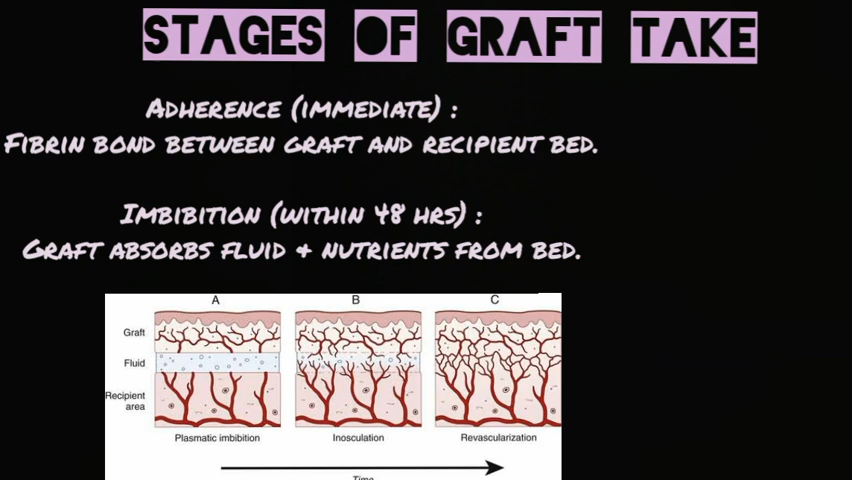 STAGES OF GRAFT TAKE
ADHERENCE (IMMEDIATE) :
FIBRIN BOND BETWEEN GRAFT AND RECIPIENT BED.
IMBIBITION (WITHIN 48 HRS) :
GRAFT ABSORBS FLUID & NUTRIENTS FROM BED.
A B C
Graft
Fluid
Recipient
area
Plasmatic imbibition Inosculation Revascularization
Time